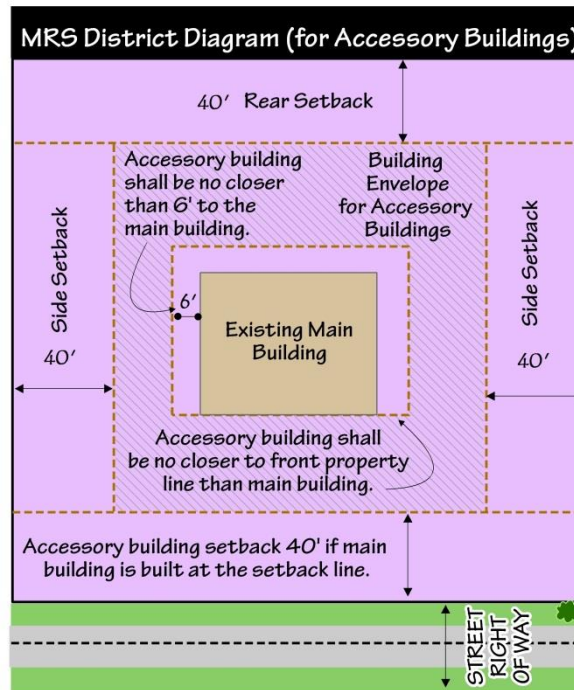 MRS District Diagram (for Accessory Buildings)
40' Rear Setback
Accessory building
shall be no closer
than 6' to the
main building.
Building
Envelope
for Accessory
Buildings
Side Setback
40'
6'
Existing Main
Building
Side Setback
40'
Accessory building shall
be no closer to front property
line than main building.
Accessory building setback 40' if main
building is built at the setback line.
STREET
RIGHT
OF WAY